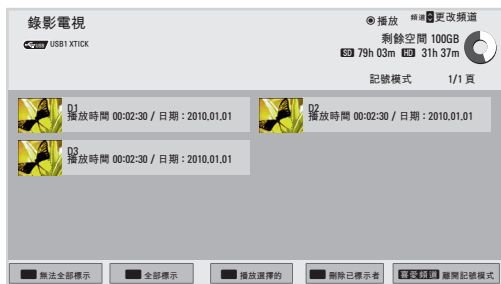 錄影電視
◉ 播放 頻道 更改頻道
USB USB1 XTICK
剩餘空間 100GB
SD 79h 03m HD 31h 37m
記號模式 1/1 頁
D1
播放時間 00:02:30 / 日期：2010.01.01
D2
播放時間 00:02:30 / 日期：2010.01.01
D3
播放時間 00:02:30 / 日期：2010.01.01
無法全部標示 全部標示 播放選擇的 刪除已標示者 喜愛頻道 離開記號模式